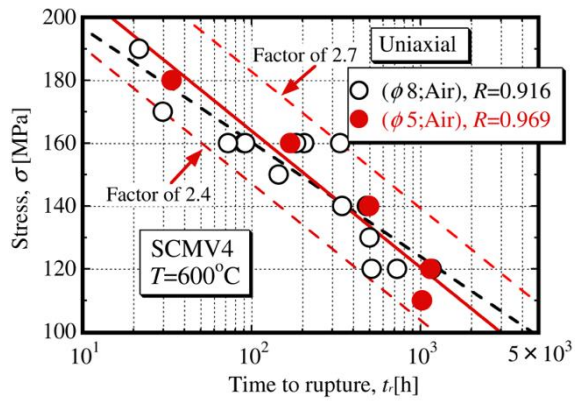 200
180
160
140
120
100
Stress, σ[MPa]
Uniaxial
Factor of 2.7
(φ8;Air), R=0.916
(φ5;Air), R=0.969
Factor of 2.4
SCMV4
T=600°C
10¹
10²
10³
5×10³
Time to rupture, tᵣ[h]